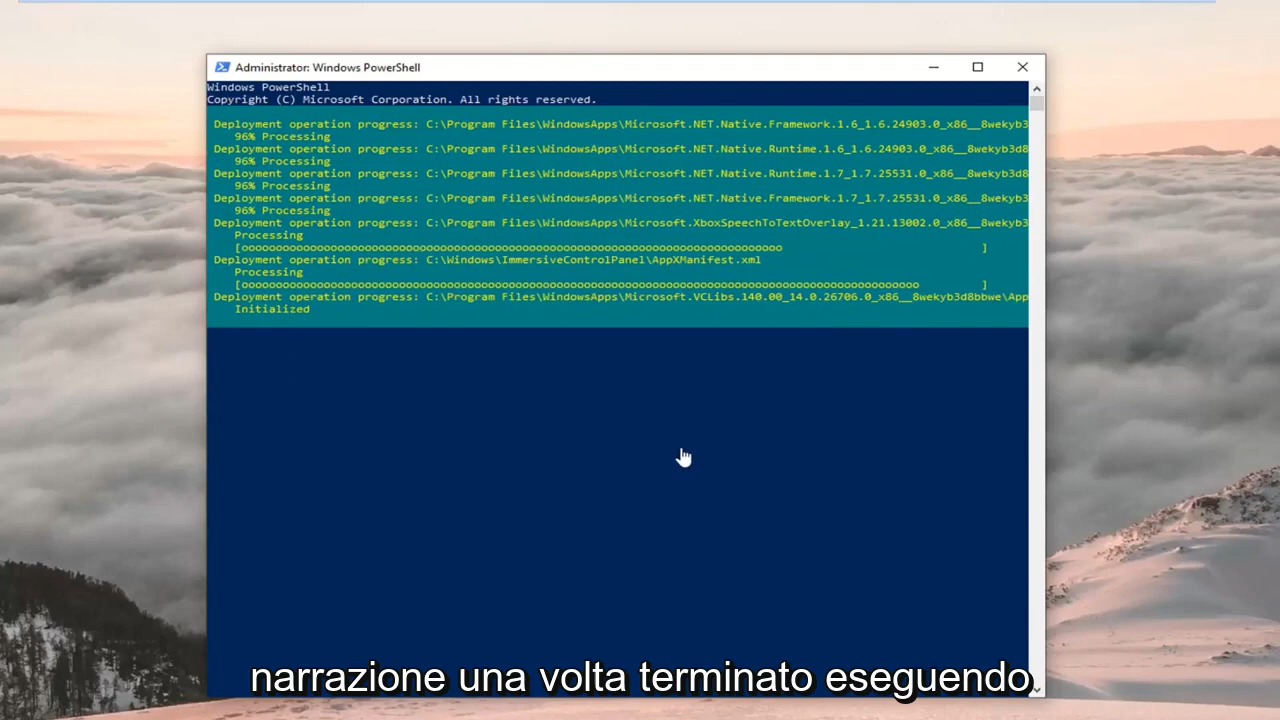 Administrator: Windows PowerShell
Windows PowerShell
Copyright (C) Microsoft Corporation. All rights reserved.
Deployment operation progress: C:\Program Files\WindowsApps\Microsoft.NET.Native.Framework.1.6_1.6.24903.0_x86__8wekyb3
96% Processing
Deployment operation progress: C:\Program Files\WindowsApps\Microsoft.NET.Native.Runtime.1.6_1.6.24903.0_x86__8wekyb3d8
96% Processing
Deployment operation progress: C:\Program Files\WindowsApps\Microsoft.NET.Native.Runtime.1.7_1.7.25531.0_x86__8wekyb3d8
96% Processing
Deployment operation progress: C:\Program Files\WindowsApps\Microsoft.NET.Native.Framework.1.7_1.7.25531.0_x86__8wekyb3
96% Processing
Deployment operation progress: C:\Program Files\WindowsApps\Microsoft.XboxSpeechToTextOverlay_1.21.13002.0_x86__8wekyb3
Processing
[ooooooooooooooooooooooooooooooooooooooooooooooooooooooooooooooooooooooooooooooo                             ]
Deployment operation progress: C:\Windows\ImmersiveControlPanel\AppXManifest.xml
Processing
[ooooooooooooooooooooooooooooooooooooooooooooooooooooooooooooooooooooooooooooooooooooooooooooooooooo         ]
Deployment operation progress: C:\Program Files\WindowsApps\Microsoft.VCLibs.140.00_14.0.26706.0_x86__8wekyb3d8bbwe\App
Initialized
narrazione una volta terminato eseguendo